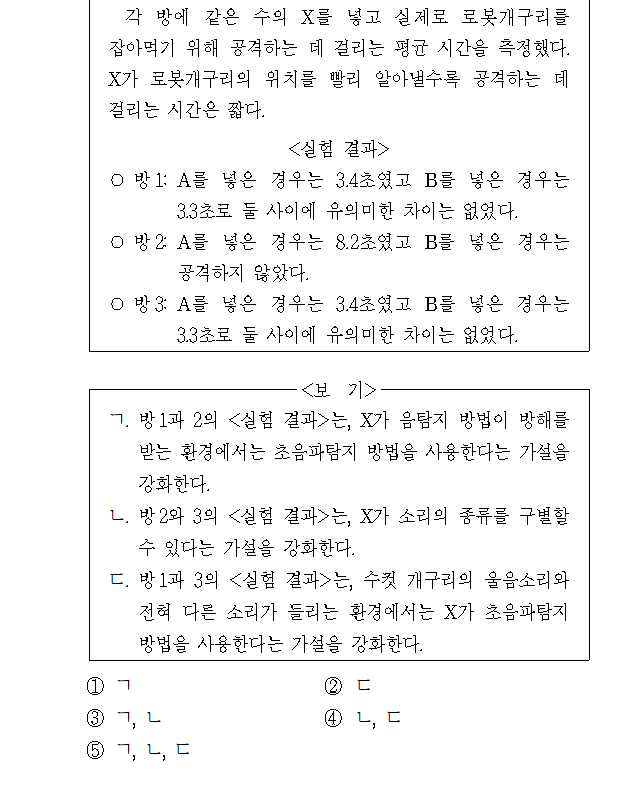 각 방에 같은 수의 X를 넣고 실제로 로봇개구리를
잡아먹기 위해 공격하는 데 걸리는 평균 시간을 측정했다.
X가 로봇개구리의 위치를 빨리 알아낼수록 공격하는 데
걸리는 시간은 짧다.
<실험 결과>
○ 방 1: A를 넣은 경우는 3.4초였고 B를 넣은 경우는
3.3초로 둘 사이에 유의미한 차이는 없었다.
○ 방 2: A를 넣은 경우는 8.2초였고 B를 넣은 경우는
공격하지 않았다.
○ 방 3: A를 넣은 경우는 3.4초였고 B를 넣은 경우는
3.3초로 둘 사이에 유의미한 차이는 없었다.
<보 기>
ㄱ. 방 1과 2의 <실험 결과>는, X가 음탐지 방법이 방해를
받는 환경에서는 초음파탐지 방법을 사용한다는 가설을
강화한다.
ㄴ. 방 2와 3의 <실험 결과>는, X가 소리의 종류를 구별할
수 있다는 가설을 강화한다.
ㄷ. 방 1과 3의 <실험 결과>는, 수컷 개구리의 울음소리와
전혀 다른 소리가 들리는 환경에서는 X가 초음파탐지
방법을 사용한다는 가설을 강화한다.
① ㄱ ② ㄷ
③ ㄱ, ㄴ ④ ㄴ, ㄷ
⑤ ㄱ, ㄴ, ㄷ